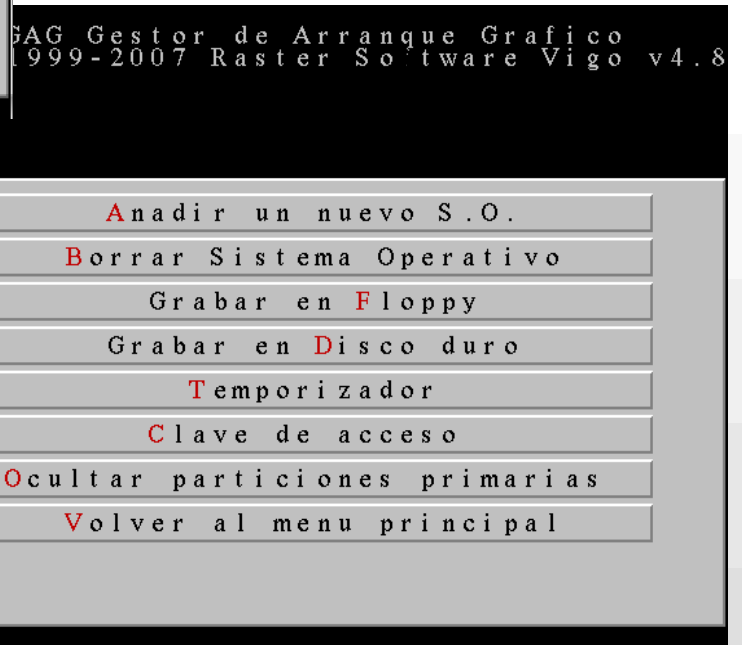 GAG Gestor de Arranque Grafico
1999-2007 Raster Software Vigo v4.8
Anadir un nuevo S.O.
Borrar Sistema Operativo
Grabar en Floppy
Grabar en Disco duro
Temporizador
Clave de acceso
Ocultar particiones primarias
Volver al menu principal